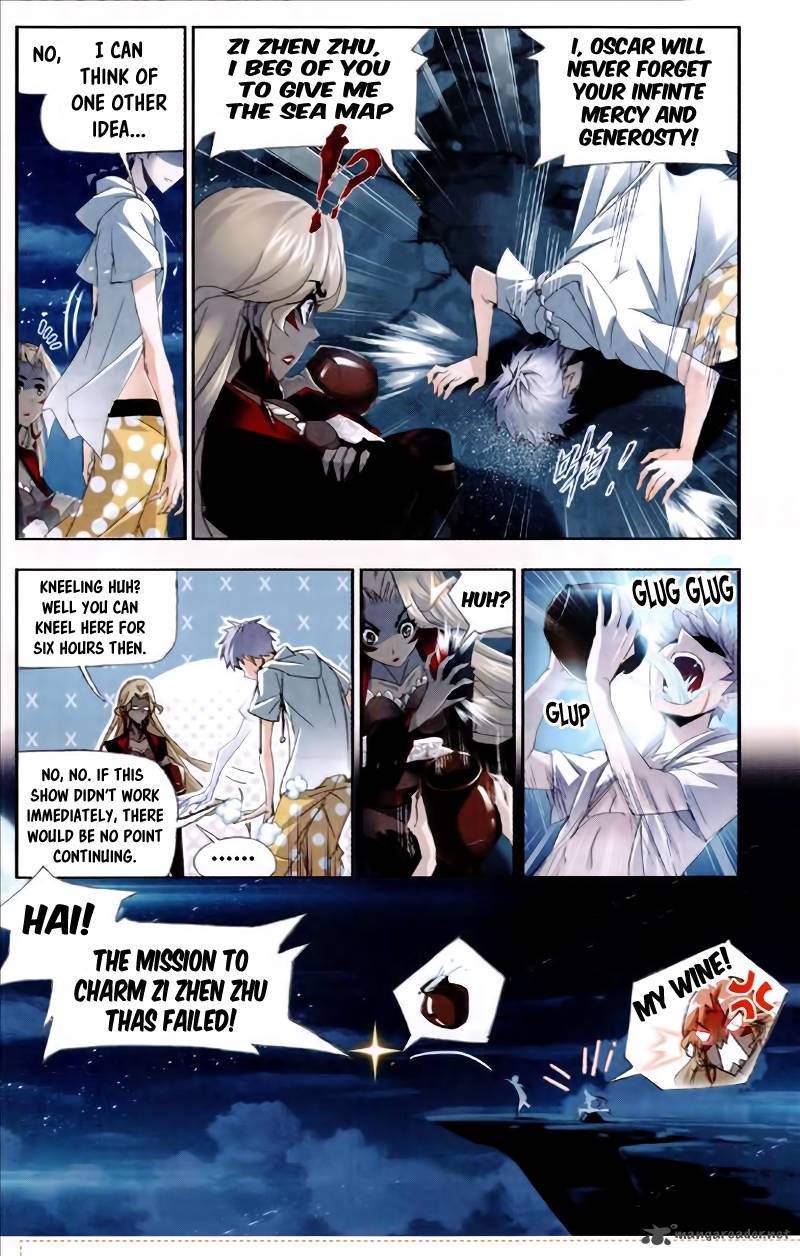 NO,
I CAN
THINK OF
ONE OTHER
IDEA...
ZI ZHEN ZHU,
I BEG OF YOU
TO GIVE ME
THE SEA MAP
I, OSCAR WILL
NEVER FORGET
YOUR INFINTE
MERCY AND
GENEROSTY!
!?
KNEELING HUH?
WELL YOU CAN
KNEEL HERE FOR
SIX HOURS THEN.
NO, NO. IF THIS
SHOW DIDN'T WORK
IMMEDIATELY, THERE
WOULD BE NO POINT
CONTINUING.
......
HUH?
GLUG GLUG
GLUP
HAI!
THE MISSION TO
CHARM ZI ZHEN ZHU
THAS FAILED!
MY WINE!
mangareader.net